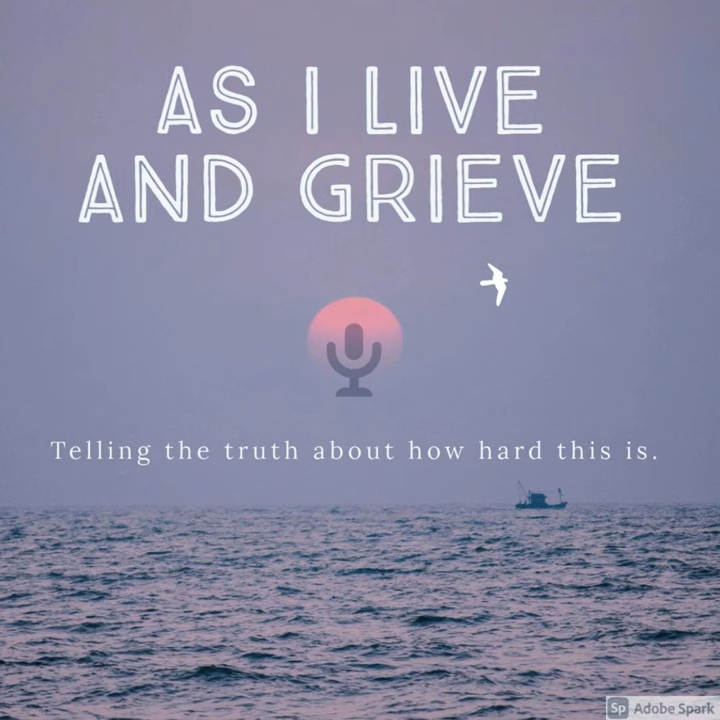 AS I LIVE
AND GRIEVE
Telling the truth about how hard this is.
Sp Adobe Spark